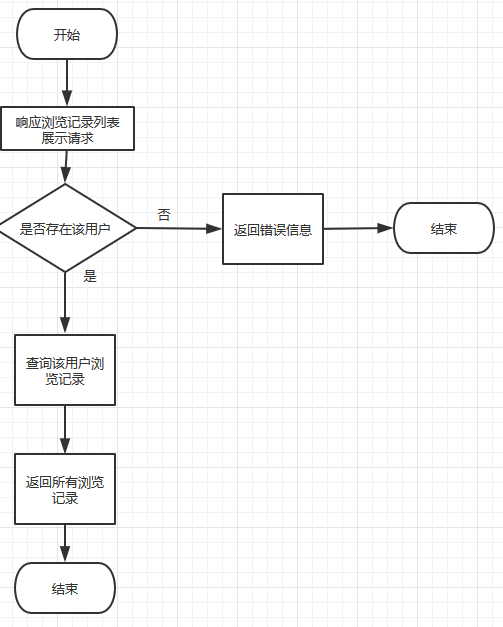 开始
响应浏览记录列表
展示请求
是否存在该用户
否
返回错误信息
结束
是
查询该用户浏
览记录
返回所有浏览
记录
结束